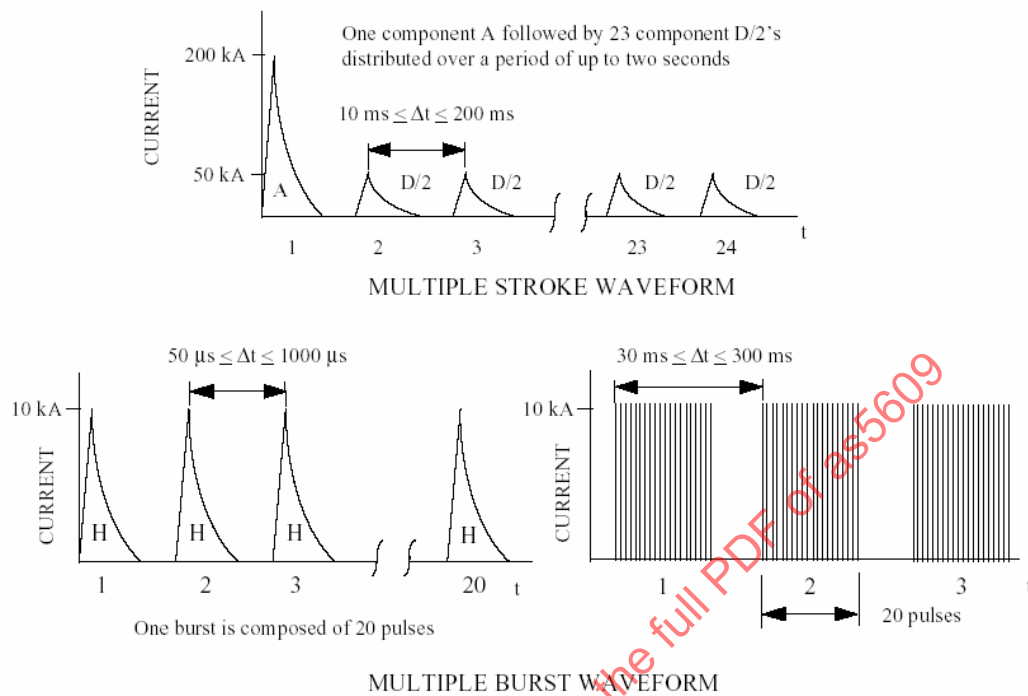 One component A followed by 23 component D/2's
distributed over a period of up to two seconds
200 kA
CURRENT
10 ms ≤ Δt ≤ 200 ms
50 kA
A
D/2
D/2
D/2
D/2
t
1
2
3
23
24
MULTIPLE STROKE WAVEFORM
50 µs ≤ Δt ≤ 1000 µs
10 kA
CURRENT
H
H
H
H
1
2
3
20
t
One burst is composed of 20 pulses
30 ms ≤ Δt ≤ 300 ms
10 kA
CURRENT
1
2
3
t
20 pulses
MULTIPLE BURST WAVEFORM
the full PDF of as5609